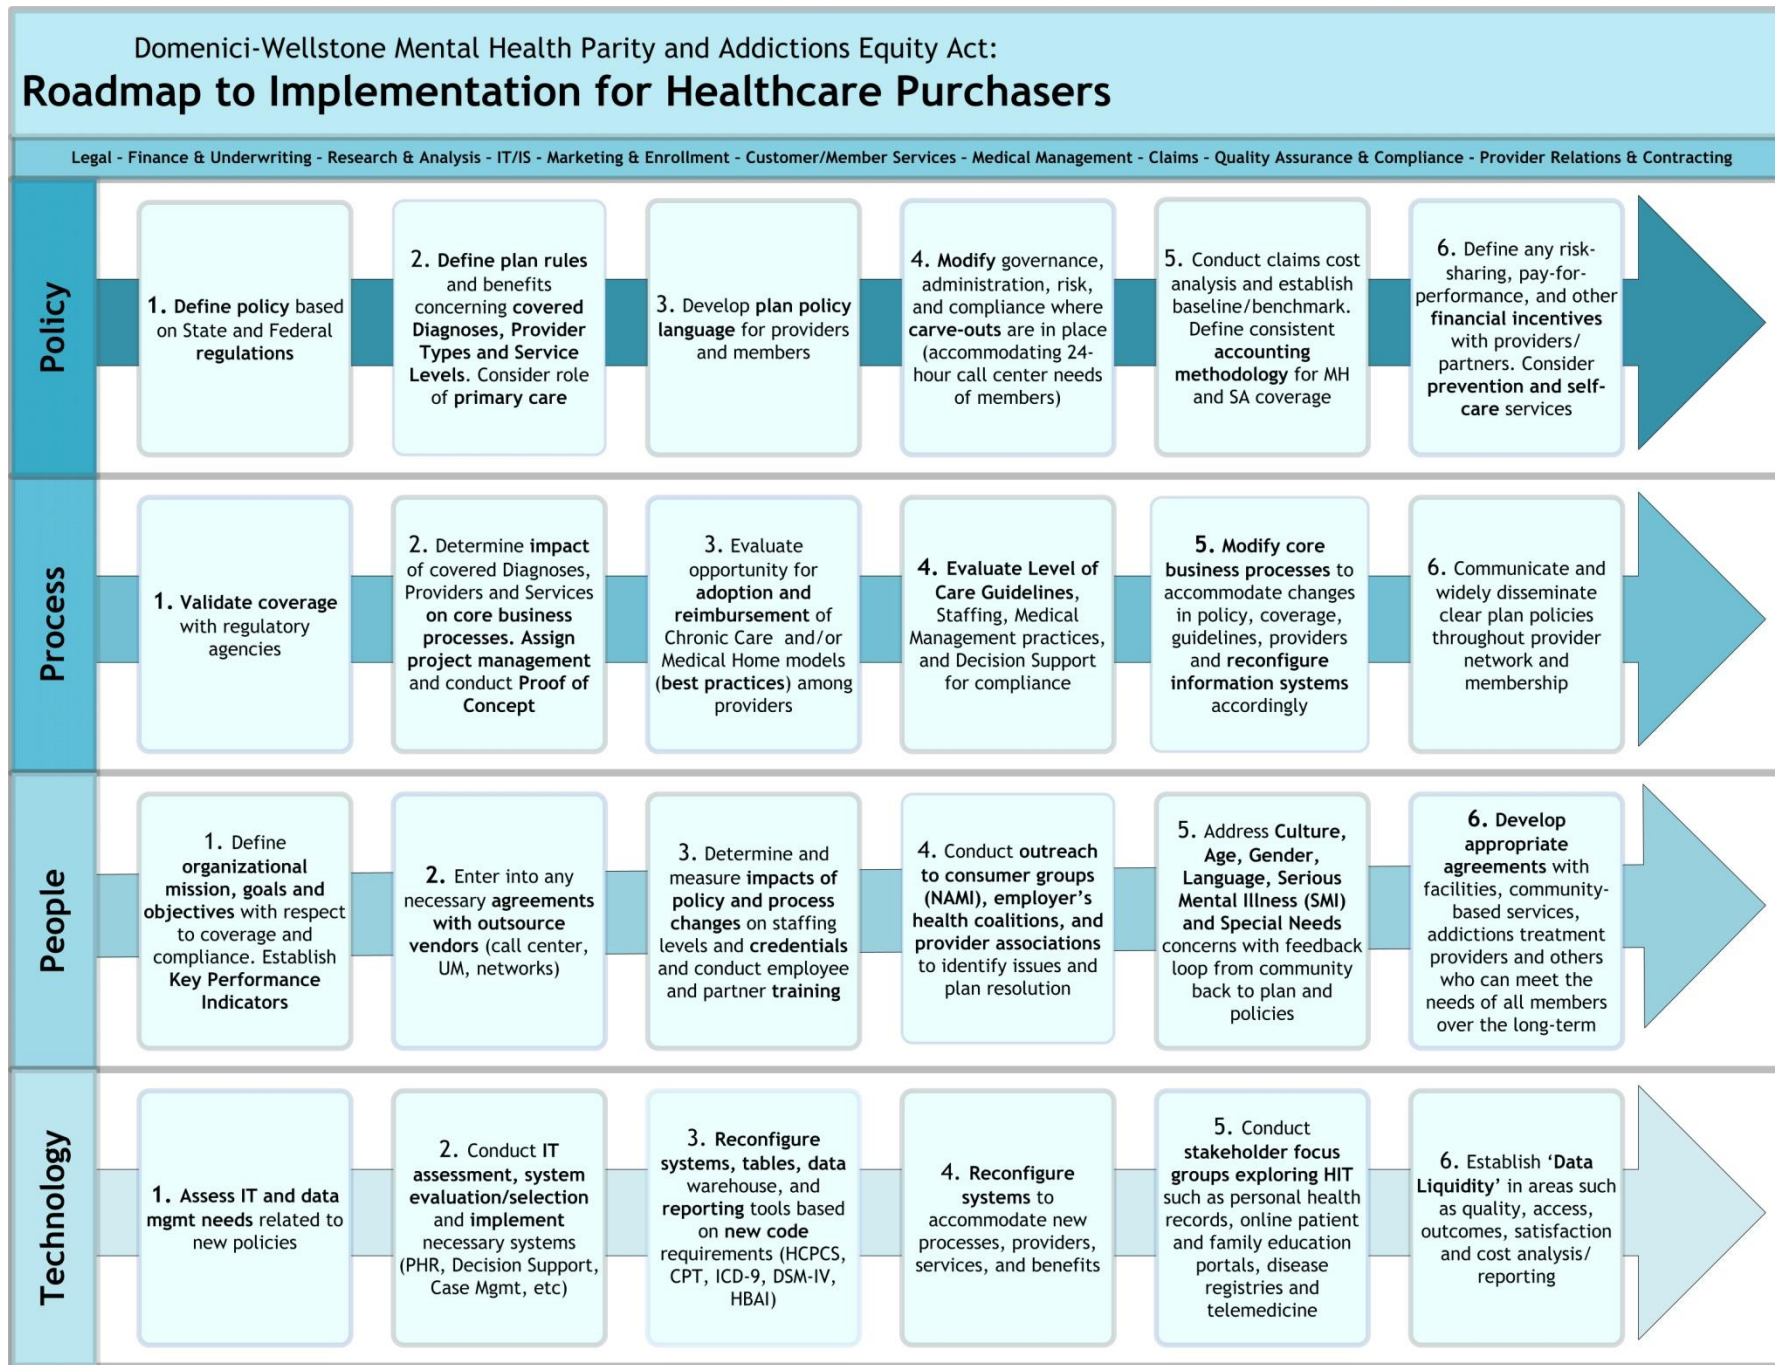 Domenici-Wellstone Mental Health Parity and Addictions Equity Act:
Roadmap to Implementation for Healthcare Purchasers
Legal - Finance & Underwriting - Research & Analysis - IT/IS - Marketing & Enrollment - Customer/Member Services - Medical Management - Claims - Quality Assurance & Compliance - Provider Relations & Contracting
Policy
1. Define policy based
on State and Federal
regulations
2. Define plan rules
and benefits
concerning covered
Diagnoses, Provider
Types and Service
Levels. Consider role
of primary care
3. Develop plan policy
language for providers
and members
4. Modify governance,
administration, risk,
and compliance where
carve-outs are in place
(accommodating 24-
hour call center needs
of members)
5. Conduct claims cost
analysis and establish
baseline/benchmark.
Define consistent
accounting
methodology for MH
and SA coverage
6. Define any risk-
sharing, pay-for-
performance, and other
financial incentives
with providers/
partners. Consider
prevention and self-
care services
Process
1. Validate coverage
with regulatory
agencies
2. Determine impact
of covered Diagnoses,
Providers and Services
on core business
processes. Assign
project management
and conduct Proof of
Concept
3. Evaluate
opportunity for
adoption and
reimbursement of
Chronic Care and/or
Medical Home models
(best practices) among
providers
4. Evaluate Level of
Care Guidelines,
Staffing, Medical
Management practices,
and Decision Support
for compliance
5. Modify core
business processes to
accommodate changes
in policy, coverage,
guidelines, providers
and reconfigure
information systems
accordingly
6. Communicate and
widely disseminate
clear plan policies
throughout provider
network and
membership
People
1. Define
organizational
mission, goals and
objectives with respect
to coverage and
compliance. Establish
Key Performance
Indicators
2. Enter into any
necessary agreements
with outsource
vendors (call center,
UM, networks)
3. Determine and
measure impacts of
policy and process
changes on staffing
levels and credentials
and conduct employee
and partner training
4. Conduct outreach
to consumer groups
(NAMI), employer's
health coalitions, and
provider associations
to identify issues and
plan resolution
5. Address Culture,
Age, Gender,
Language, Serious
Mental Illness (SMI)
and Special Needs
concerns with feedback
loop from community
back to plan and
policies
6. Develop
appropriate
agreements with
facilities, community-
based services,
addictions treatment
providers and others
who can meet the
needs of all members
over the long-term
Technology
1. Assess IT and data
mgmt needs related to
new policies
2. Conduct IT
assessment, system
evaluation/selection
and implement
necessary systems
(PHR, Decision Support,
Case Mgmt, etc)
3. Reconfigure
systems, tables, data
warehouse, and
reporting tools based
on new code
requirements (HCPCS,
CPT, ICD-9, DSM-IV,
HBAI)
4. Reconfigure
systems to
accommodate new
processes, providers,
services, and benefits
5. Conduct
stakeholder focus
groups exploring HIT
such as personal health
records, online patient
and family education
portals, disease
registries and
telemedicine
6. Establish ‘Data
Liquidity’ in areas such
as quality, access,
outcomes, satisfaction
and cost analysis/
reporting